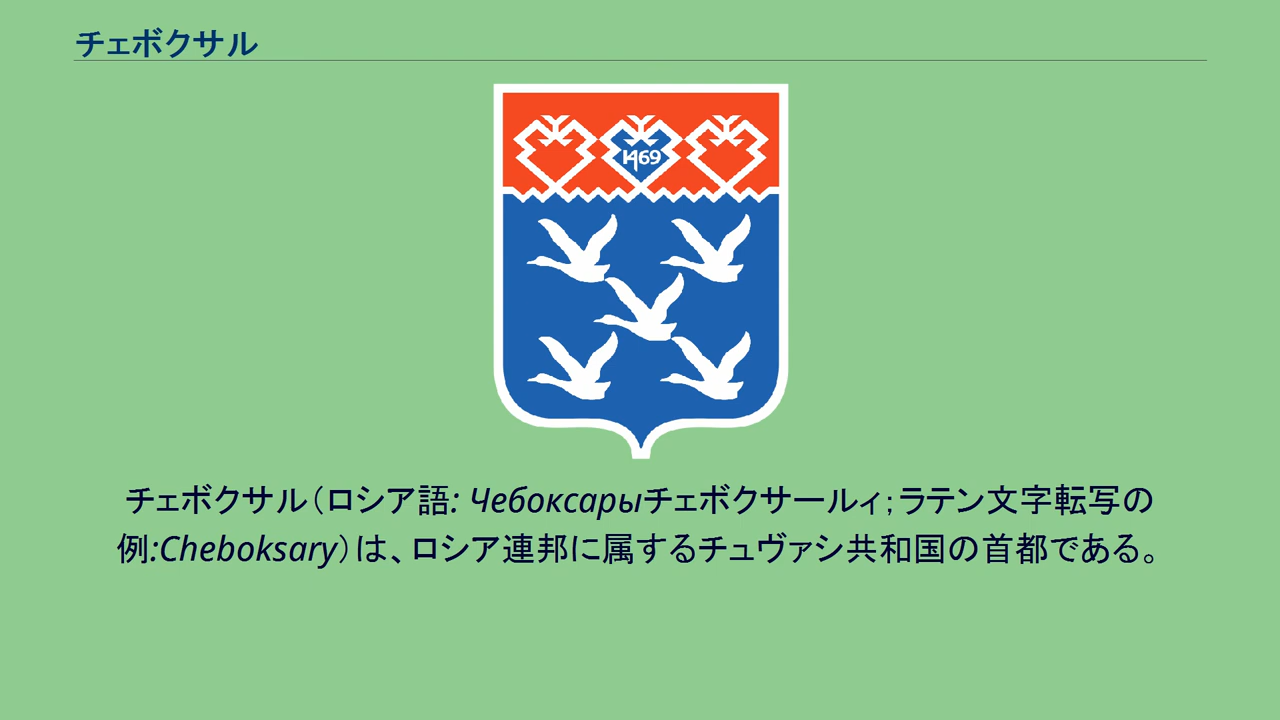 チェボクサル
1469
チェボクサル（ロシア語: Чебоксарыチェボクサールィ; ラテン文字転写の
例:Cheboksary）は、ロシア連邦に属するチュヴァシ共和国の首都である。